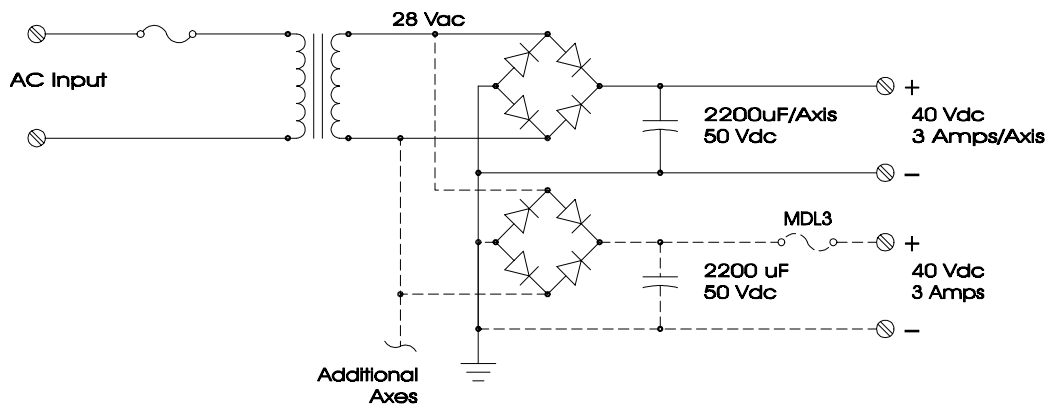 28 Vac
AC Input
2200uF/Axis
50 Vdc
+
40 Vdc
3 Amps/Axis
−
MDL3
2200 uF
50 Vdc
+
40 Vdc
3 Amps
−
Additional
Axes